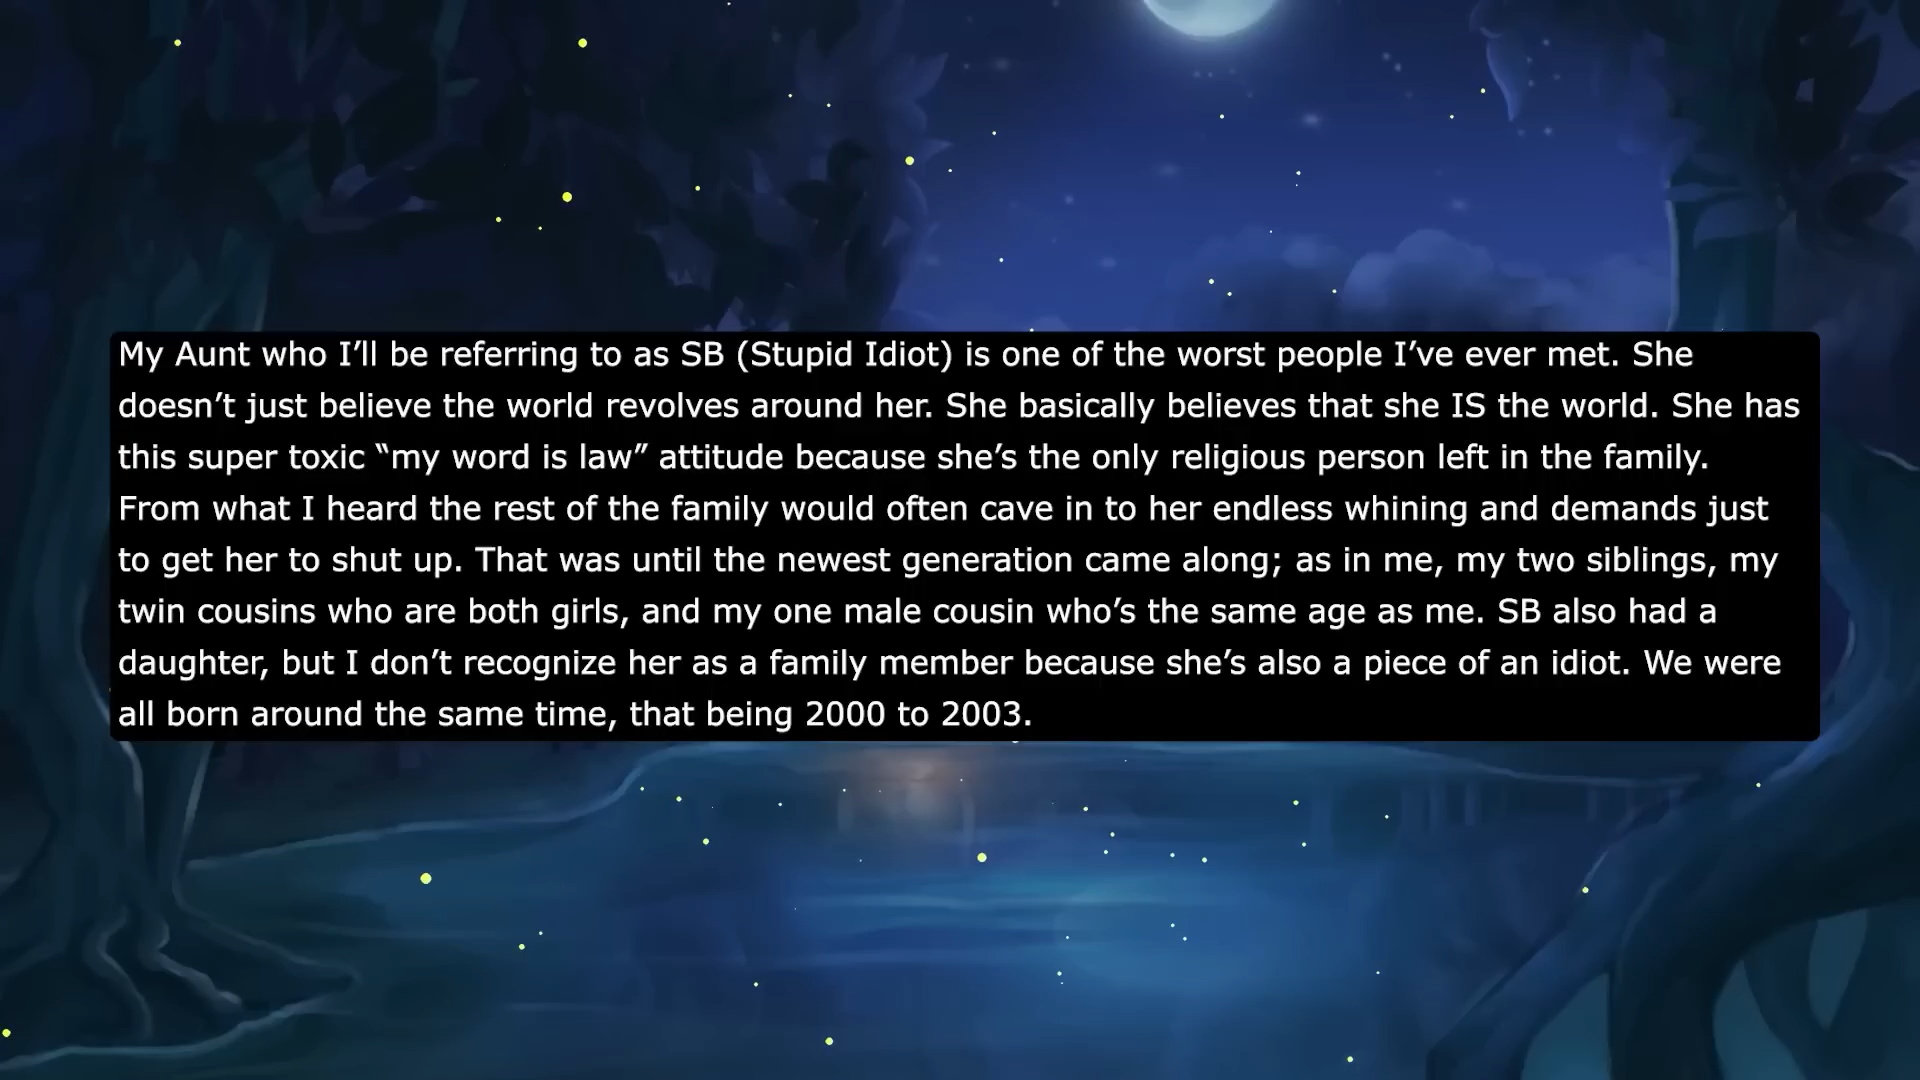 My Aunt who I’ll be referring to as SB (Stupid Idiot) is one of the worst people I’ve ever met. She
doesn’t just believe the world revolves around her. She basically believes that she IS the world. She has
this super toxic “my word is law” attitude because she’s the only religious person left in the family.
From what I heard the rest of the family would often cave in to her endless whining and demands just
to get her to shut up. That was until the newest generation came along; as in me, my two siblings, my
twin cousins who are both girls, and my one male cousin who’s the same age as me. SB also had a
daughter, but I don’t recognize her as a family member because she’s also a piece of an idiot. We were
all born around the same time, that being 2000 to 2003.